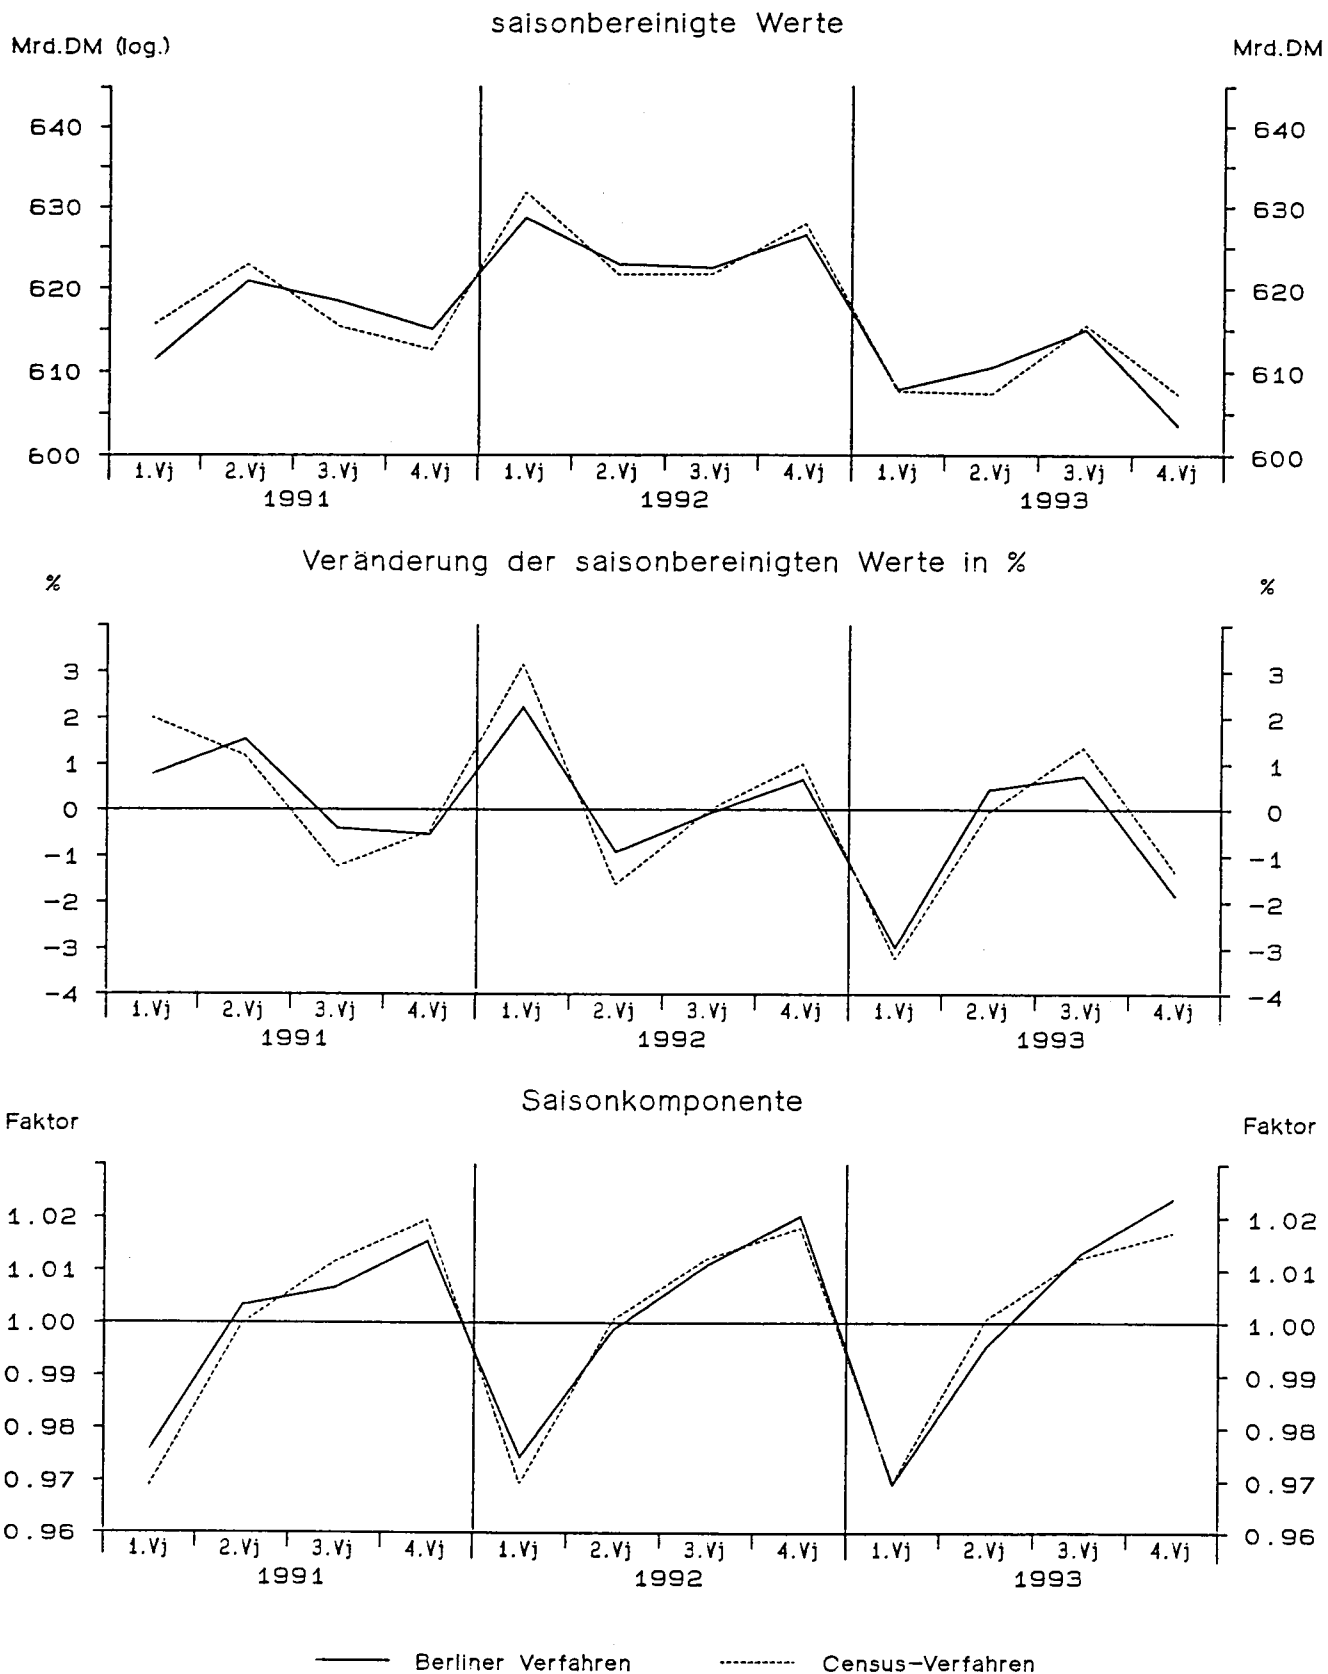 saisonbereinigte Werte
Mrd.DM (log.) Mrd.DM
640 640
630 630
620 620
610 610
600 600
1.Vj 2.Vj 3.Vj 4.Vj 1.Vj 2.Vj 3.Vj 4.Vj 1.Vj 2.Vj 3.Vj 4.Vj
1991 1992 1993
Veränderung der saisonbereinigten Werte in %
% %
3 3
2 2
1 1
0 0
-1 -1
-2 -2
-3 -3
-4 -4
1.Vj 2.Vj 3.Vj 4.Vj 1.Vj 2.Vj 3.Vj 4.Vj 1.Vj 2.Vj 3.Vj 4.Vj
1991 1992 1993
Saisonkomponente
Faktor Faktor
1.02 1.02
1.01 1.01
1.00 1.00
0.99 0.99
0.98 0.98
0.97 0.97
0.96 0.96
1.Vj 2.Vj 3.Vj 4.Vj 1.Vj 2.Vj 3.Vj 4.Vj 1.Vj 2.Vj 3.Vj 4.Vj
1991 1992 1993
Berliner Verfahren Census-Verfahren